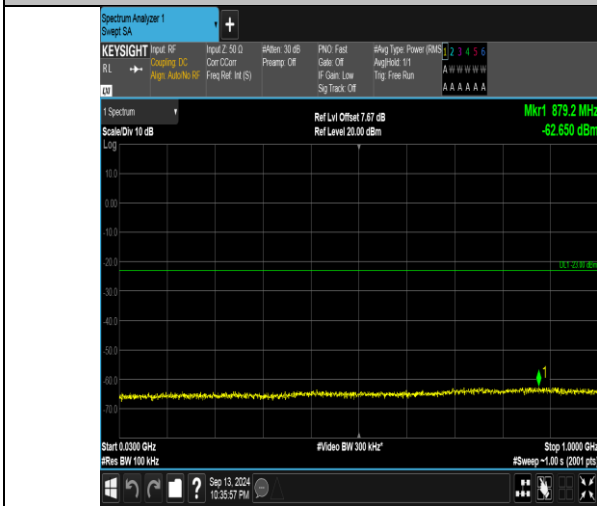 Spectrum Analyzer 1
Swept SA
+
KEYSIGHT Input: RF Input Z: 50 Ω #Atten: 30 dB PNO: Fast #Avg Type: Power (RMS 1 2 3 4 5 6
RL Coupling: DC Corr CCorr Preamp: Off Gate: Off Avg|Hold: 1/1 A W W W W W
Align: Auto/No RF Freq Ref: Int (S) IF Gain: Low Trig: Free Run
Sig Track: Off A A A A A A
1 Spectrum Ref Lvl Offset 7.67 dB Mkr1 879.2 MHz
Scale/Div 10 dB Ref Level 20.00 dBm -62.650 dBm
Log
10.0
0.00
-10.0
-20.0
DL1 -23.00 dBm
-30.0
-40.0
-50.0
1
-60.0
-70.0
Start 0.0300 GHz #Video BW 300 kHz* Stop 1.0000 GHz
#Res BW 100 kHz #Sweep ~1.00 s (2001 pts)
? Sep 13, 2024
10:35:57 PM